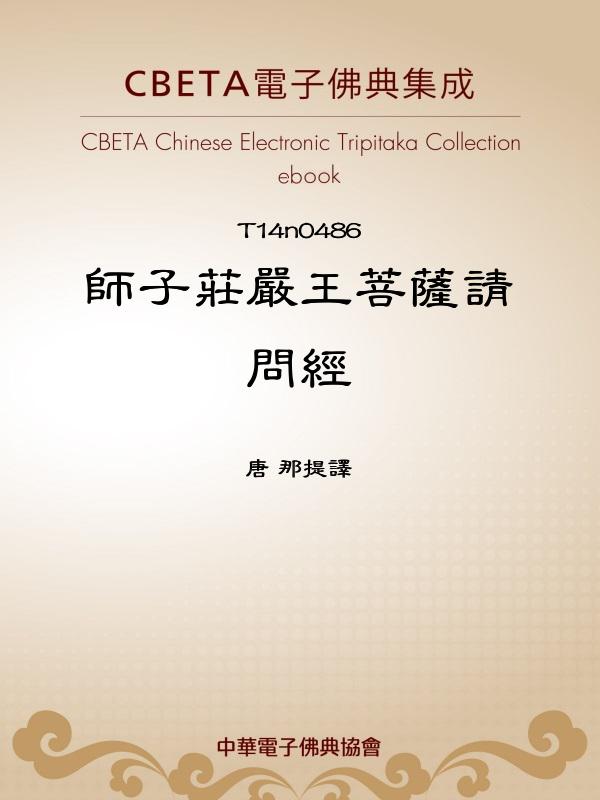 CBETA電子佛典集成
CBETA Chinese Electronic Tripitaka Collection
ebook
T14n0486
師子莊嚴王菩薩請
問經
唐 那提譯
中華電子佛典協會